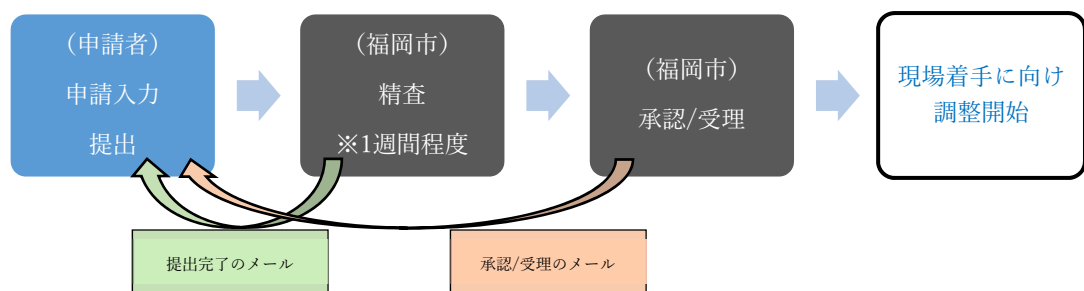 （申請者）
申請入力
提出
（福岡市）
精査
※1週間程度
（福岡市）
承認/受理
現場着手に向け
調整開始
提出完了のメール
承認/受理のメール